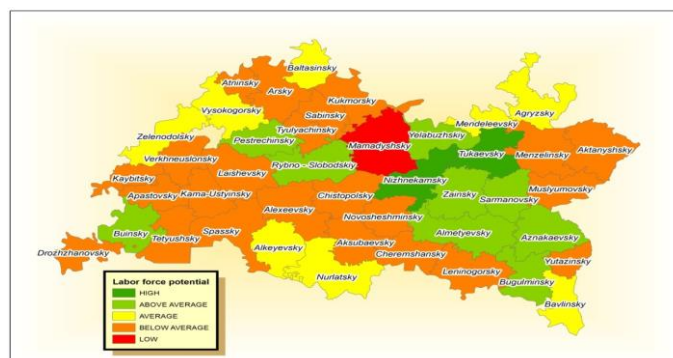 Baltasinsky
Atninsky
Arsky
Kukmorsky
Agryzsky
Vysokogorsky
Sabinsky
Mendeleevsky
Zelenodolsky
Tyulyachinsky
Yelabuzhskiy
Pestrechinsky
Mamadyshsky
Tukaevsky
Verkhneuslonsky
Rybno - Slobodskiy
Menzelinsky
Aktanyshsky
Kaybitsky
Laishevsky
Nizhnekamsky
Apastovsky
Kama-Ustyinsky
Chistopolsky
Zainsky
Muslyumovsky
Sarmanovsky
Alexeevsky
Novosheshminsky
Buinsky
Tetyushsky
Spassky
Almetyevsky
Aznakaevsky
Drozhzhanovsky
Alkeyevsky
Aksubaevsky
Cheremshansky
Yutazinsky
Nurlatsky
Leninogorsky
Bugulminsky
Bavlinsky
Labor force potential
HIGH
ABOVE AVERAGE
AVERAGE
BELOW AVERAGE
LOW